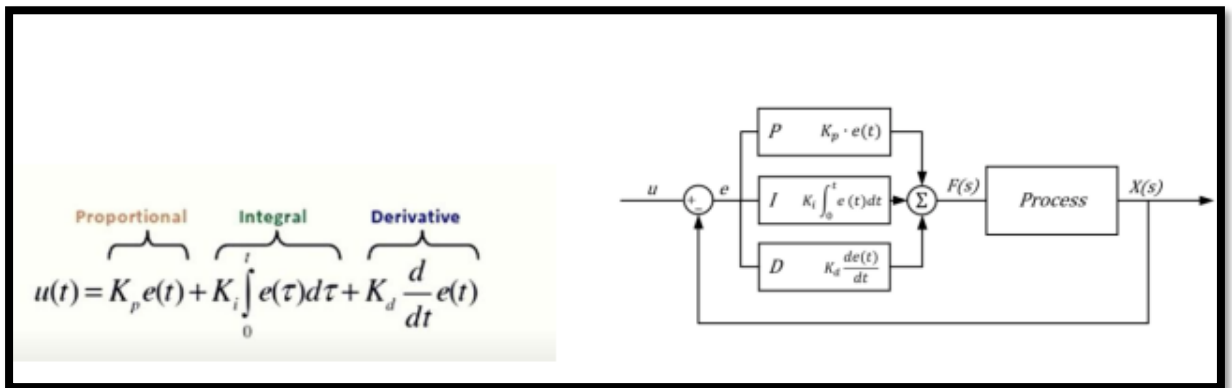 Proportional Integral Derivative
u(t) = K_p e(t) + K_i ∫_0^t e(τ)dτ + K_d d/dt e(t)
P K_p · e(t)
u e I K_i ∫_0^t e (t)dt Σ F(s) Process X(s)
+ −
D K_d de(t)/dt